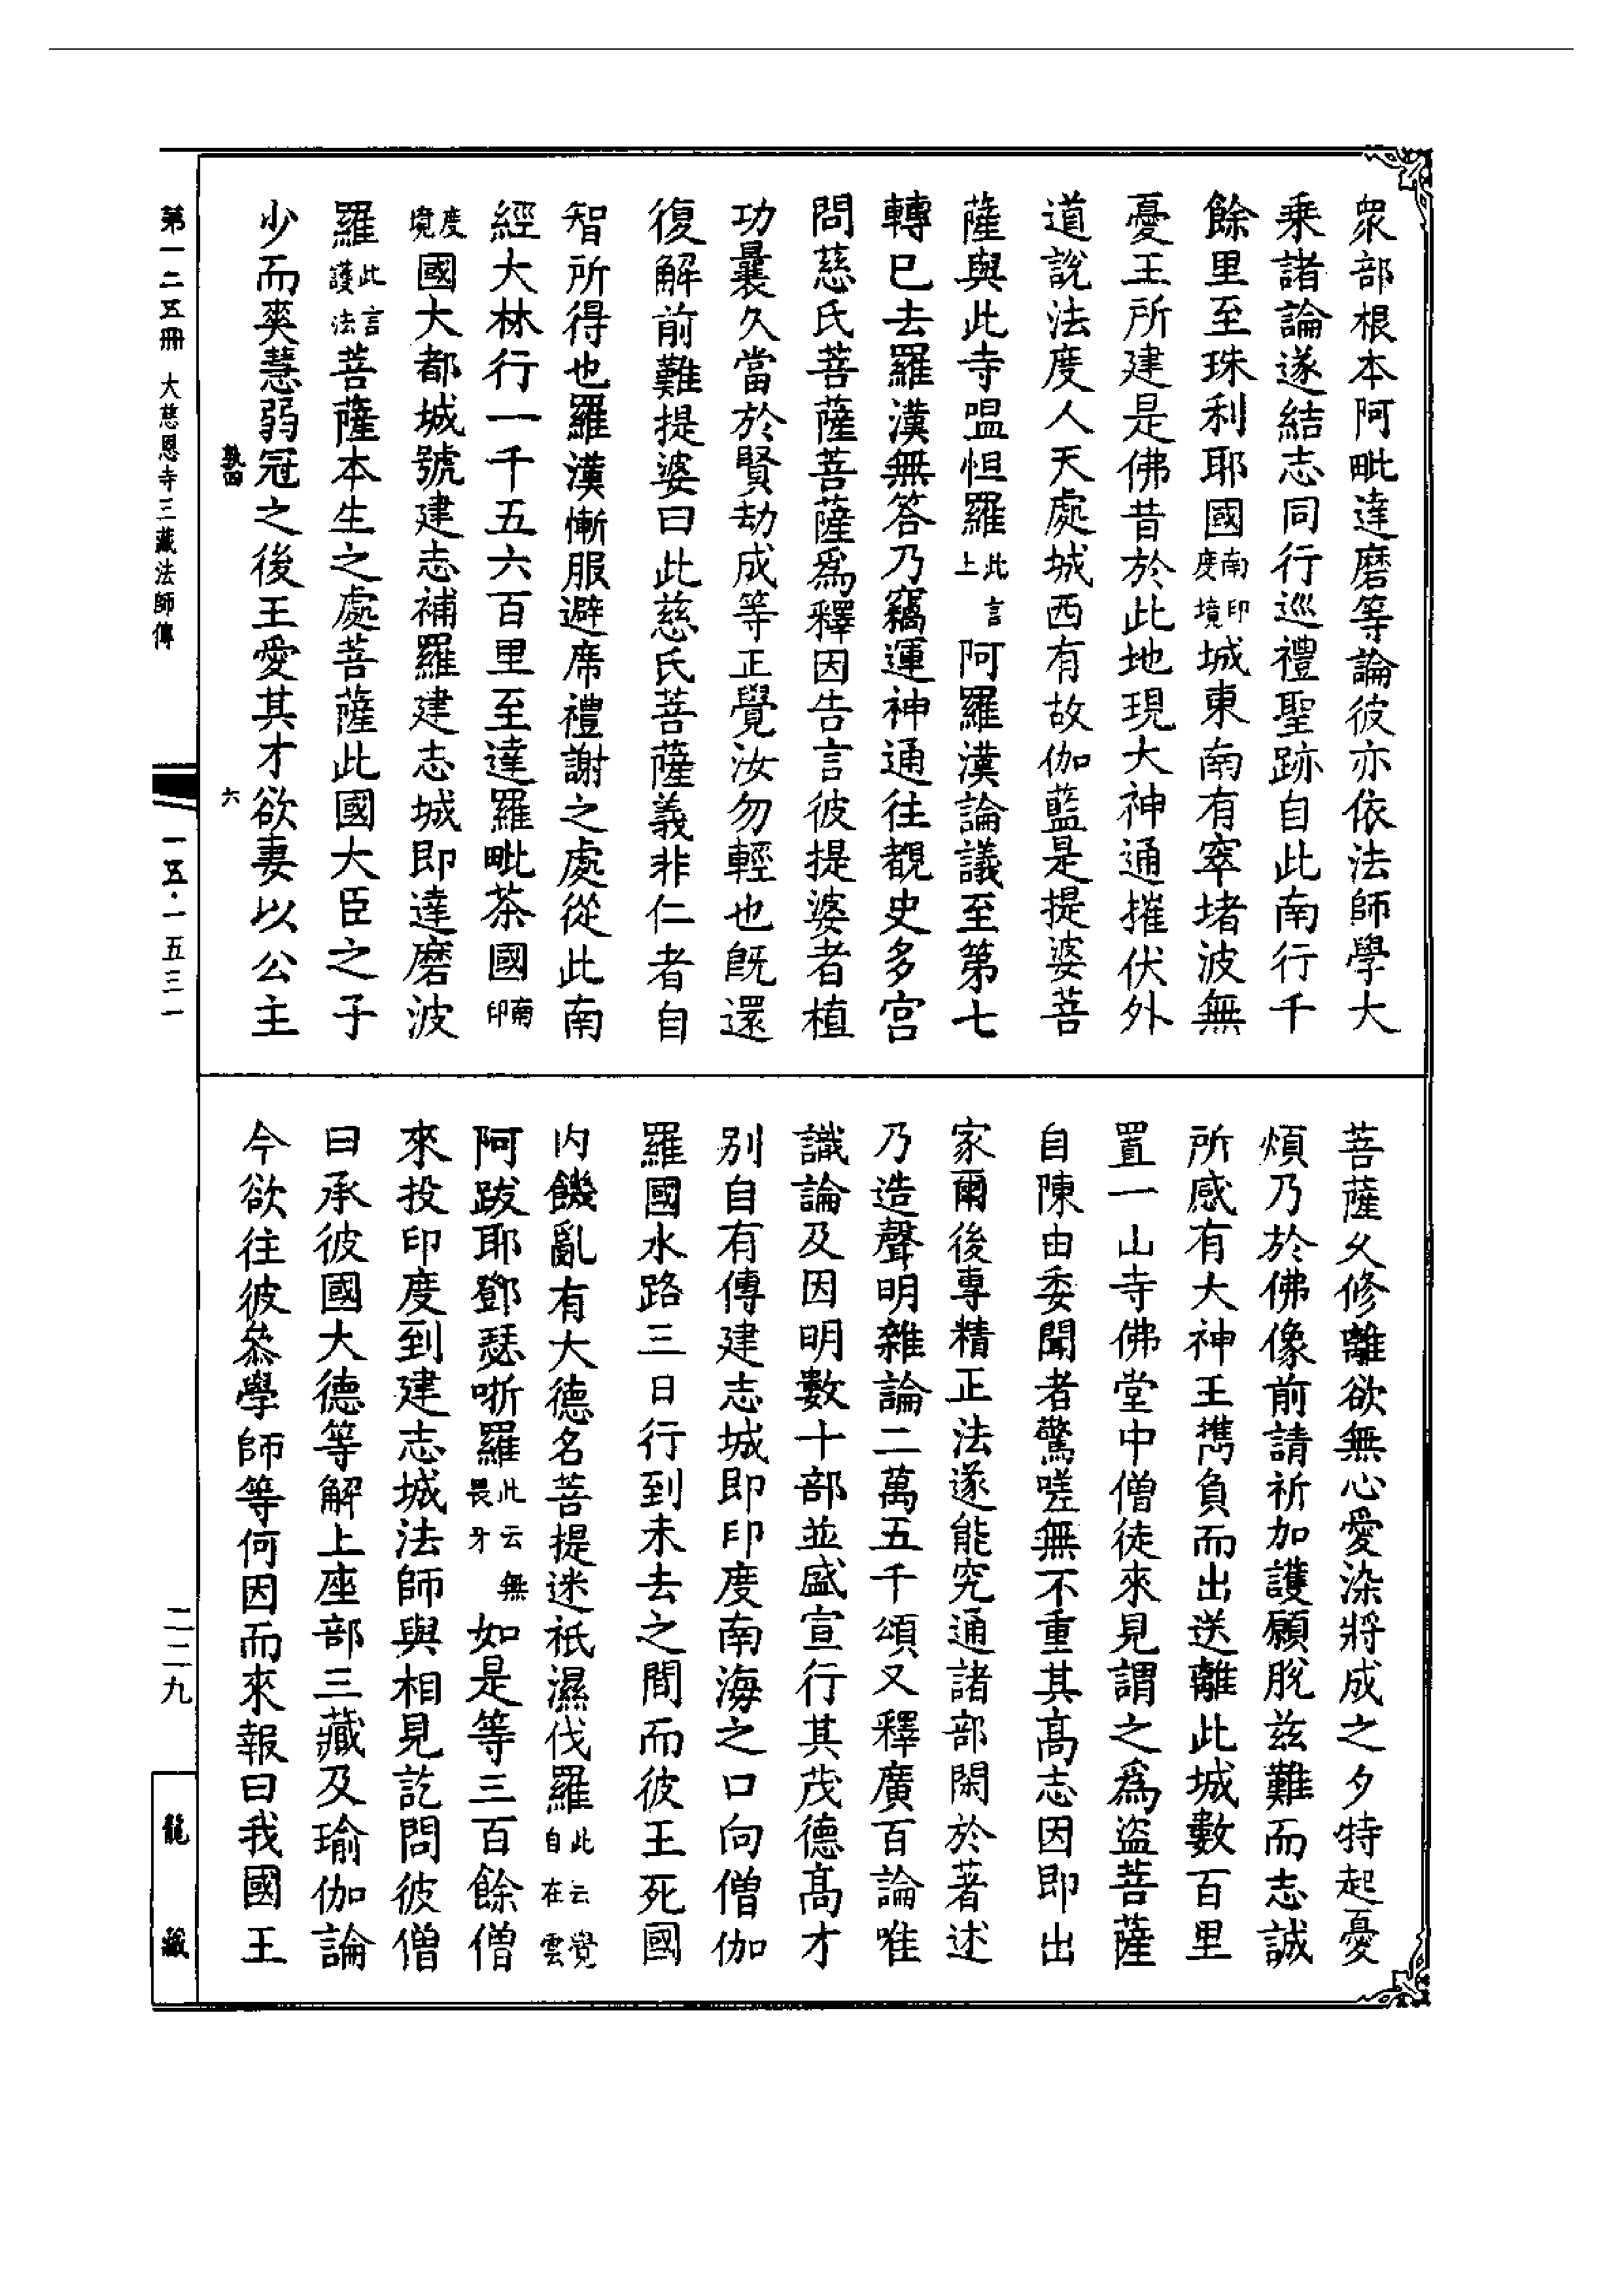 衆部根本阿毗達磨等論彼亦依法師學大
乗諸論遂結志同行巡禮聖跡自此南行千
餘里至珠利耶國南印度境城東南有窣堵波無
憂王所建是佛昔於此地現大神通摧伏外
道說法度人天處城西有故伽藍是提婆菩
薩與此寺嗢怛羅此言上阿羅漢論議至第七
轉已去羅漢無答乃竊運神通往覩史多宮
問慈氏菩薩菩薩爲釋因告言彼提婆者植
功曩久當於賢劫成等正覺汝勿輕也旣還
復解前難提婆曰此慈氏菩薩義非仁者自
智所得也羅漢慚服避席禮謝之處從此南
經大林行一千五六百里至達羅毗荼國南印
度境國大都城號建志補羅建志城即達磨波
羅此言護法菩薩本生之處菩薩此國大臣之子
少而爽慧弱冠之後王愛其才欲妻以公主
菩薩久修離欲無心愛染將成之夕特起憂
煩乃於佛像前請祈加護願脫茲難而志誠
所感有大神王攜負而出送離此城數百里
置一山寺佛堂中僧徒來見謂之爲盜菩薩
自陳由委聞者驚嗟無不重其高志因即出
家爾後專精正法遂能究通諸部閑於著述
乃造聲明雜論二萬五千頌又釋廣百論唯
識論及因明數十部並盛宣行其茂德高才
別自有傳建志城即印度南海之口向僧伽
羅國水路三日行到未去之間而彼王死國
內饑亂有大德名菩提迷祇濕伐羅此云覺自在雲
阿跋耶鄧瑟哳羅此云無畏牙如是等三百餘僧
來投印度到建志城法師與相見訖問彼僧
曰承彼國大德等解上座部三藏及瑜伽論
今欲往彼叅學師等何因而來報曰我國王
第一二五冊 大慈恩寺三藏法師傳
孰四 六
一五·一五三一
二二九
龍藏